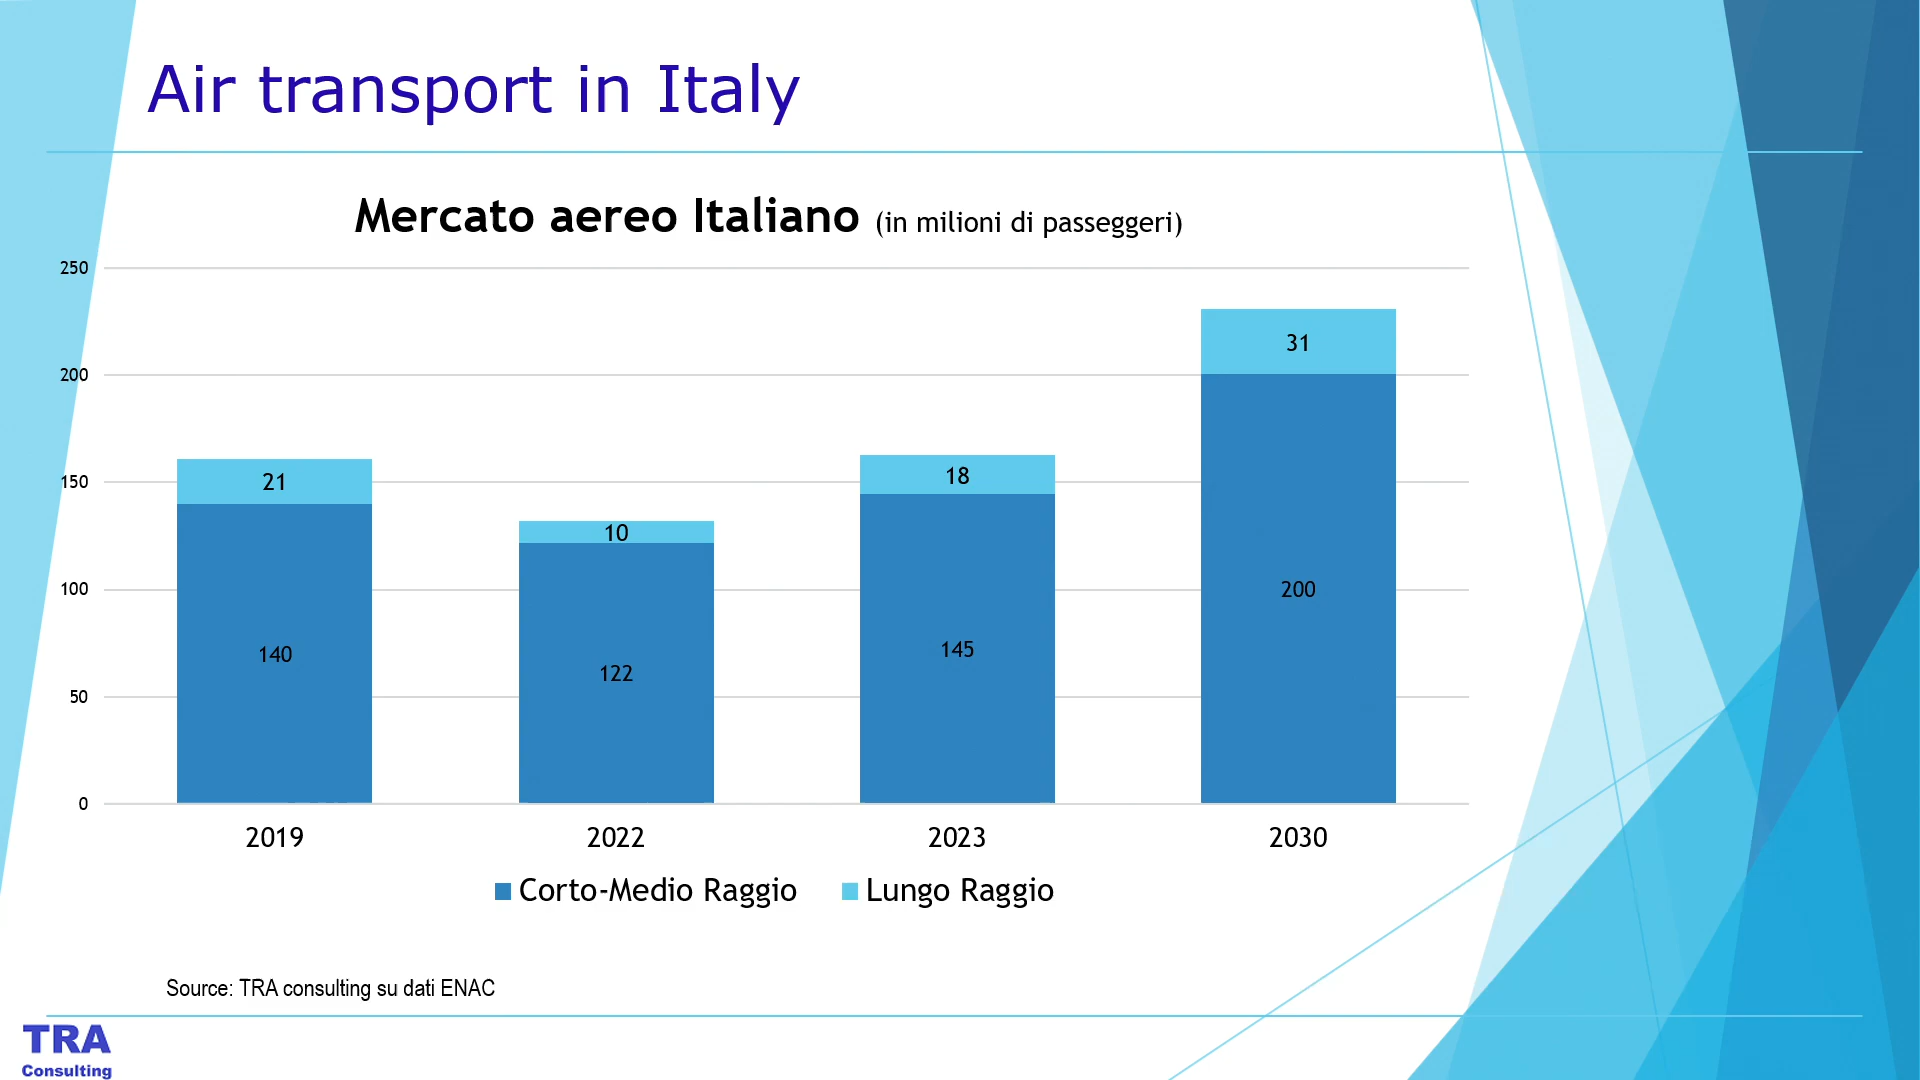 Air transport in Italy
Mercato aereo Italiano (in milioni di passeggeri)
250
200
150
100
50
0
21
140
10
122
18
145
31
200
2019 2022 2023 2030
Corto-Medio Raggio Lungo Raggio
Source: TRA consulting su dati ENAC
TRA
Consulting